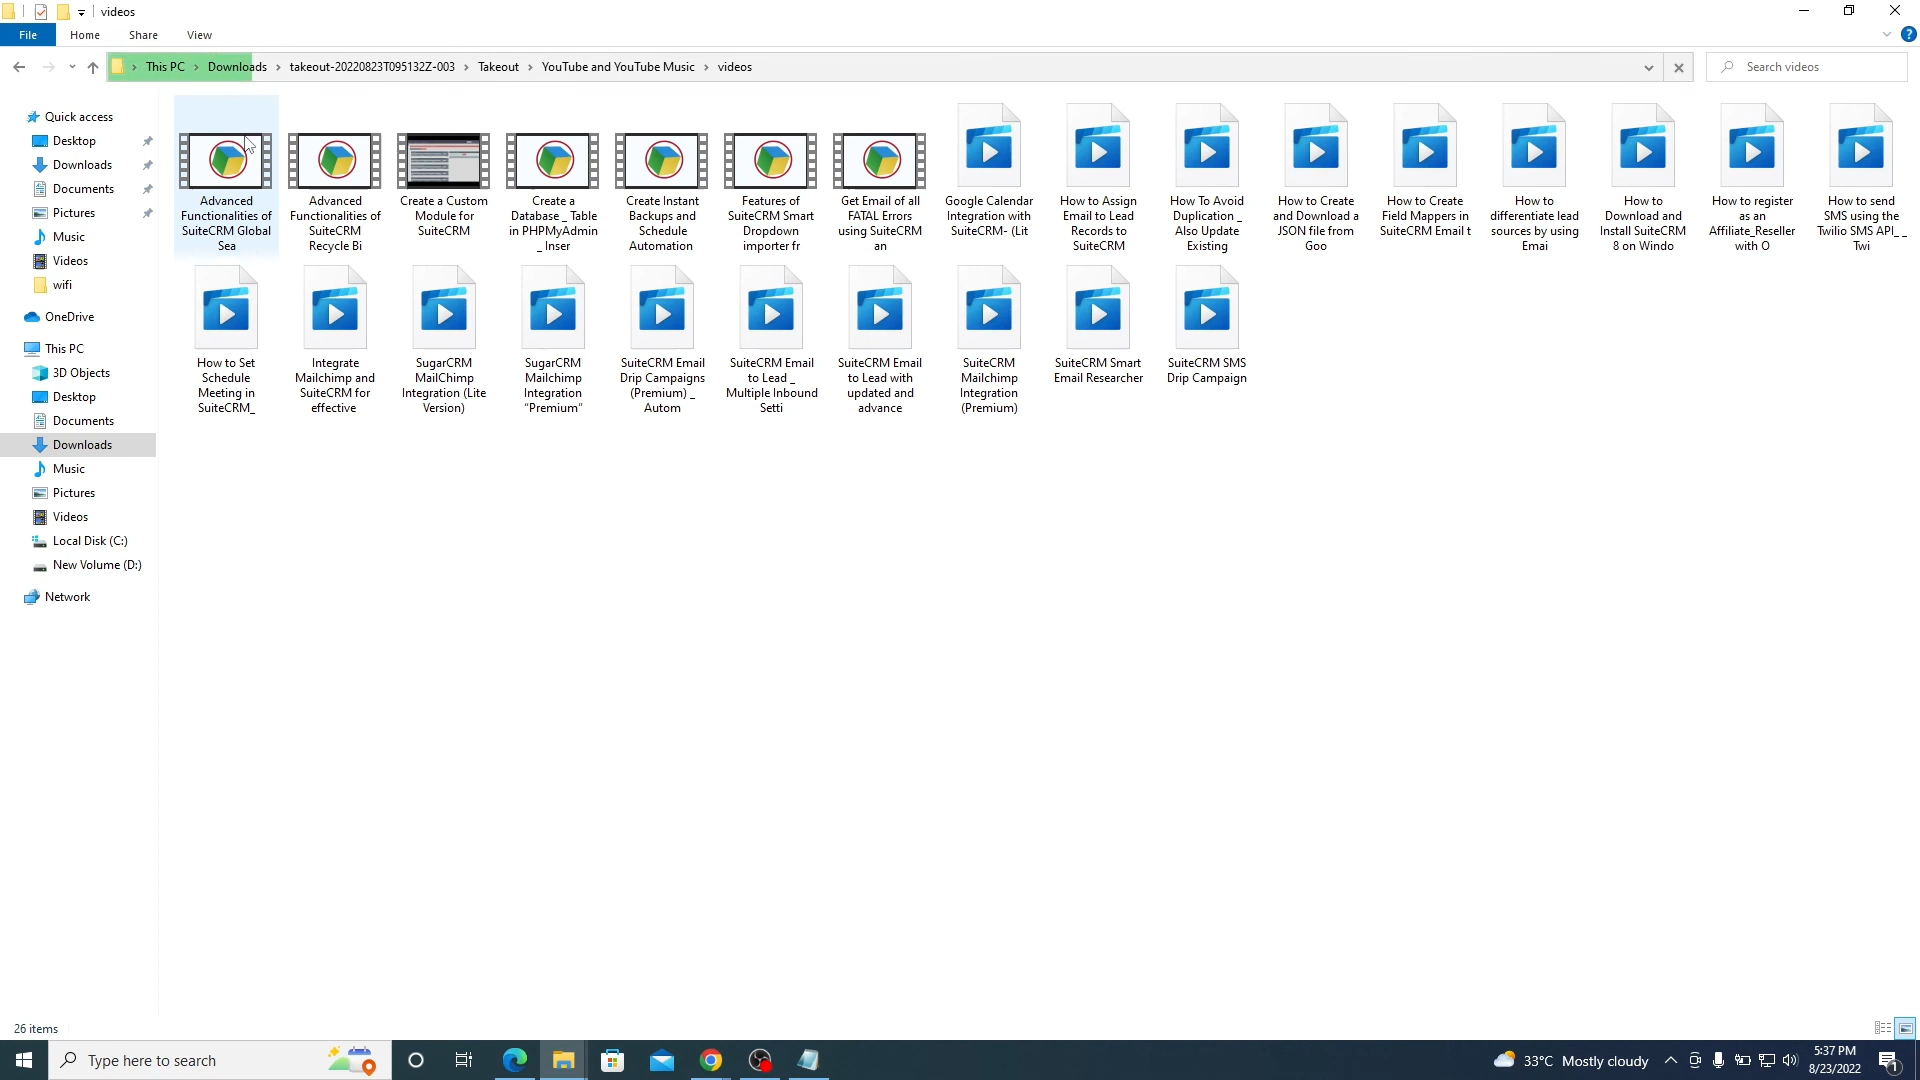 videos
File
Home
Share
View
This PC
Downloads
takeout-20220823T095132Z-003
Takeout
YouTube and YouTube Music
videos
Search videos
Quick access
Desktop
Downloads
Documents
Pictures
Music
Videos
wifi
OneDrive
This PC
3D Objects
Desktop
Documents
Downloads
Music
Pictures
Videos
Local Disk (C:)
New Volume (D:)
Network
Advanced
Functionalities of
SuiteCRM Global
Sea
Advanced
Functionalities of
SuiteCRM
Recycle Bi
Create a Custom
Module for
SuiteCRM
Create a
Database _ Table
in PHPMyAdmin
_ Inser
Create Instant
Backups and
Schedule
Automation
Features of
SuiteCRM Smart
Dropdown
importer fr
Get Email of all
FATAL Errors
using SuiteCRM
an
Google Calendar
Integration with
SuiteCRM- (Lit
How to Assign
Email to Lead
Records to
SuiteCRM
How To Avoid
Duplication _
Also Update
Existing
How to Create
and Download a
JSON file from
Goo
How to Create
Field Mappers in
SuiteCRM Email t
How to
differentiate lead
sources by using
Emai
How to
Download and
Install SuiteCRM
8 on Windo
How to register
as an
Affiliate_Reseller
with O
How to send
SMS using the
Twilio SMS API_ _
Twi
How to Set
Schedule
Meeting in
SuiteCRM_
Integrate
Mailchimp and
SuiteCRM for
effective
SugarCRM
MailChimp
Integration (Lite
Version)
SugarCRM
Mailchimp
Integration
“Premium”
SuiteCRM Email
Drip Campaigns
(Premium) _
Autom
SuiteCRM Email
to Lead _
Multiple Inbound
Setti
SuiteCRM Email
to Lead with
updated and
advance
SuiteCRM
Mailchimp
Integration
(Premium)
SuiteCRM Smart
Email Researcher
SuiteCRM SMS
Drip Campaign
26 items
Type here to search
33°C Mostly cloudy
5:37 PM
8/23/2022
1